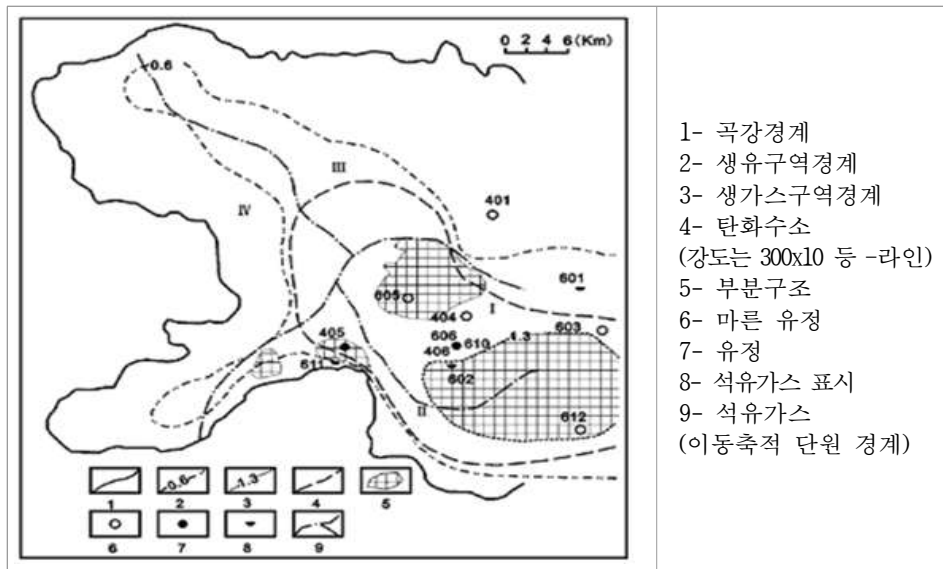 0 2 4 6 (Km)
0.6
III
IV
401
601
605
I
404
603
606 610 1.3
405
406
611
602
II
612
0.6
1.3
1 2 3 4 5
6 7 8 9
1- 곡강경계
2- 생유구역경계
3- 생가스구역경계
4- 탄화수소
(강도는 300x10 등 -라인)
5- 부분구조
6- 마른 유정
7- 유정
8- 석유가스 표시
9- 석유가스
(이동축적 단원 경계)